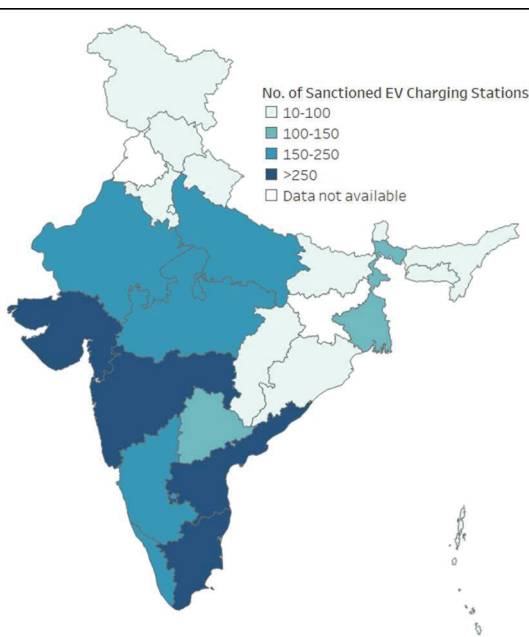 No. of Sanctioned EV Charging Stations
10-100
100-150
150-250
>250
Data not available